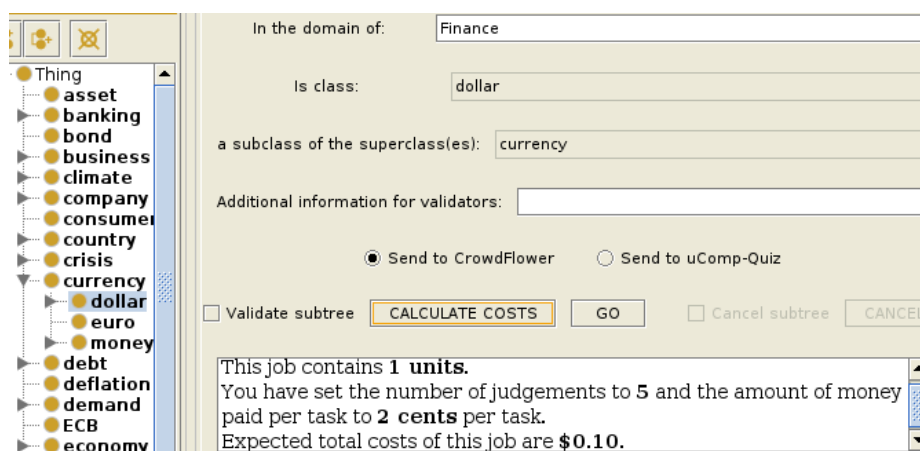 Thing
asset
banking
bond
business
climate
company
consumer
country
crisis
currency
dollar
euro
money
debt
deflation
demand
ECB
economy
In the domain of: Finance
Is class: dollar
a subclass of the superclass(es): currency
Additional information for validators:
Send to CrowdFlower Send to uComp-Quiz
Validate subtree CALCULATE COSTS GO Cancel subtree CANCEL
This job contains 1 units.
You have set the number of judgements to 5 and the amount of money
paid per task to 2 cents per task.
Expected total costs of this job are $0.10.